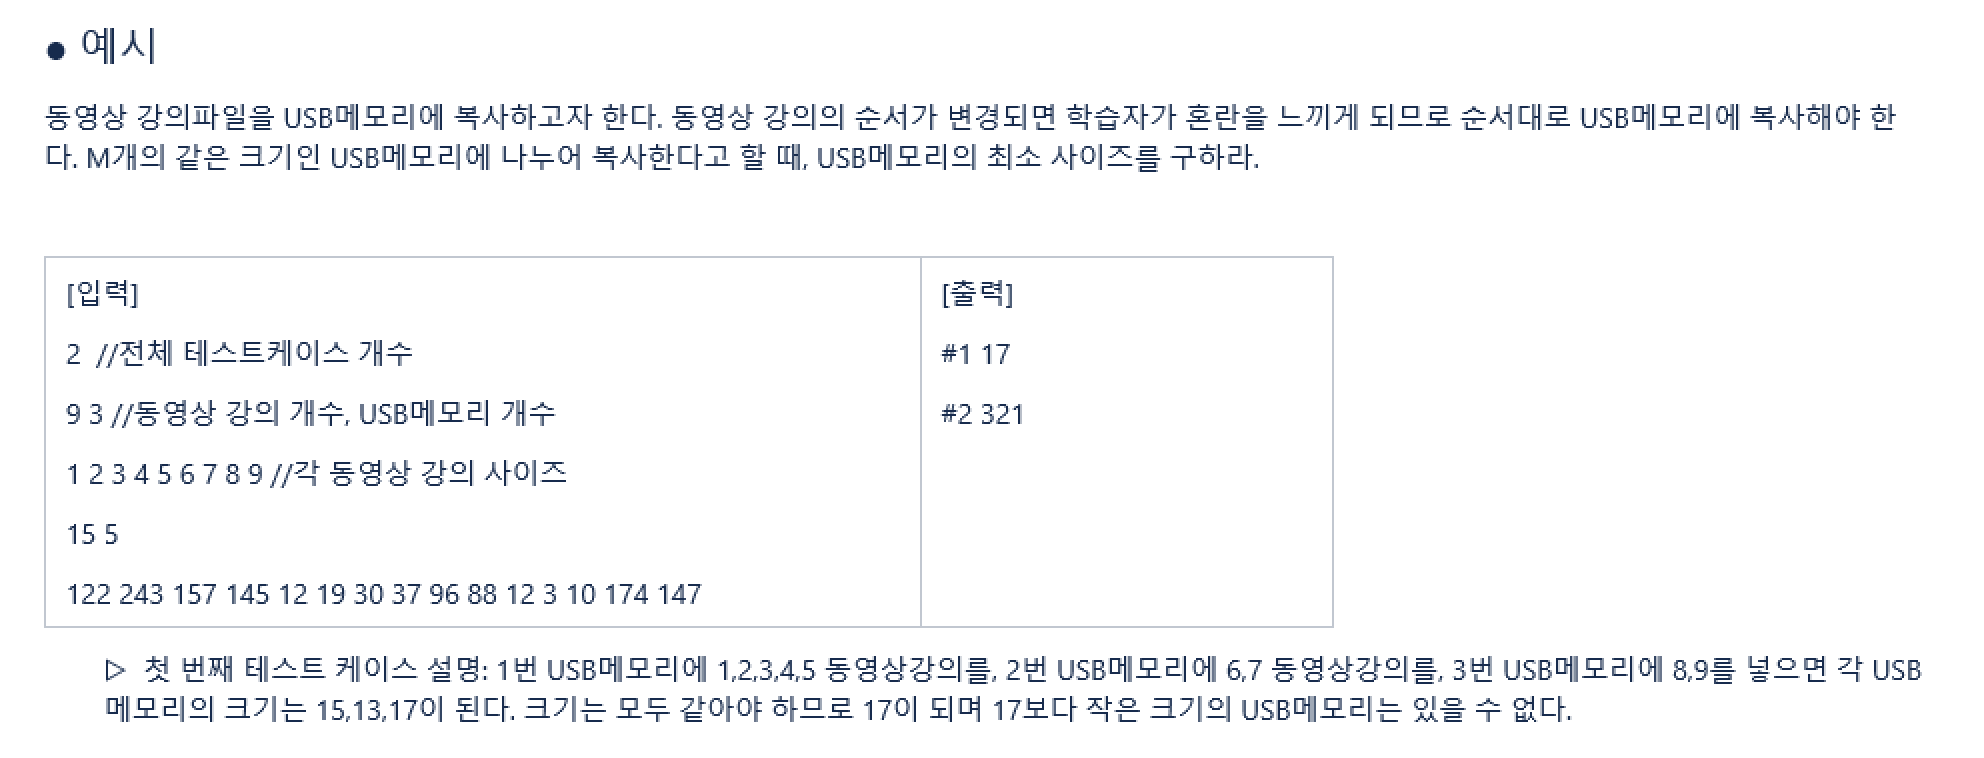 ● 예시
동영상 강의파일을 USB메모리에 복사하고자 한다. 동영상 강의의 순서가 변경되면 학습자가 혼란을 느끼게 되므로 순서대로 USB메모리에 복사해야 한
다. M개의 같은 크기인 USB메모리에 나누어 복사한다고 할 때, USB메모리의 최소 사이즈를 구하라.
[입력]
2 //전체 테스트케이스 개수
9 3 //동영상 강의 개수, USB메모리 개수
1 2 3 4 5 6 7 8 9 //각 동영상 강의 사이즈
15 5
122 243 157 145 12 19 30 37 96 88 12 3 10 174 147
[출력]
#1 17
#2 321
▷ 첫 번째 테스트 케이스 설명: 1번 USB메모리에 1,2,3,4,5 동영상강의를, 2번 USB메모리에 6,7 동영상강의를, 3번 USB메모리에 8,9를 넣으면 각 USB
메모리의 크기는 15,13,17이 된다. 크기는 모두 같아야 하므로 17이 되며 17보다 작은 크기의 USB메모리는 있을 수 없다.